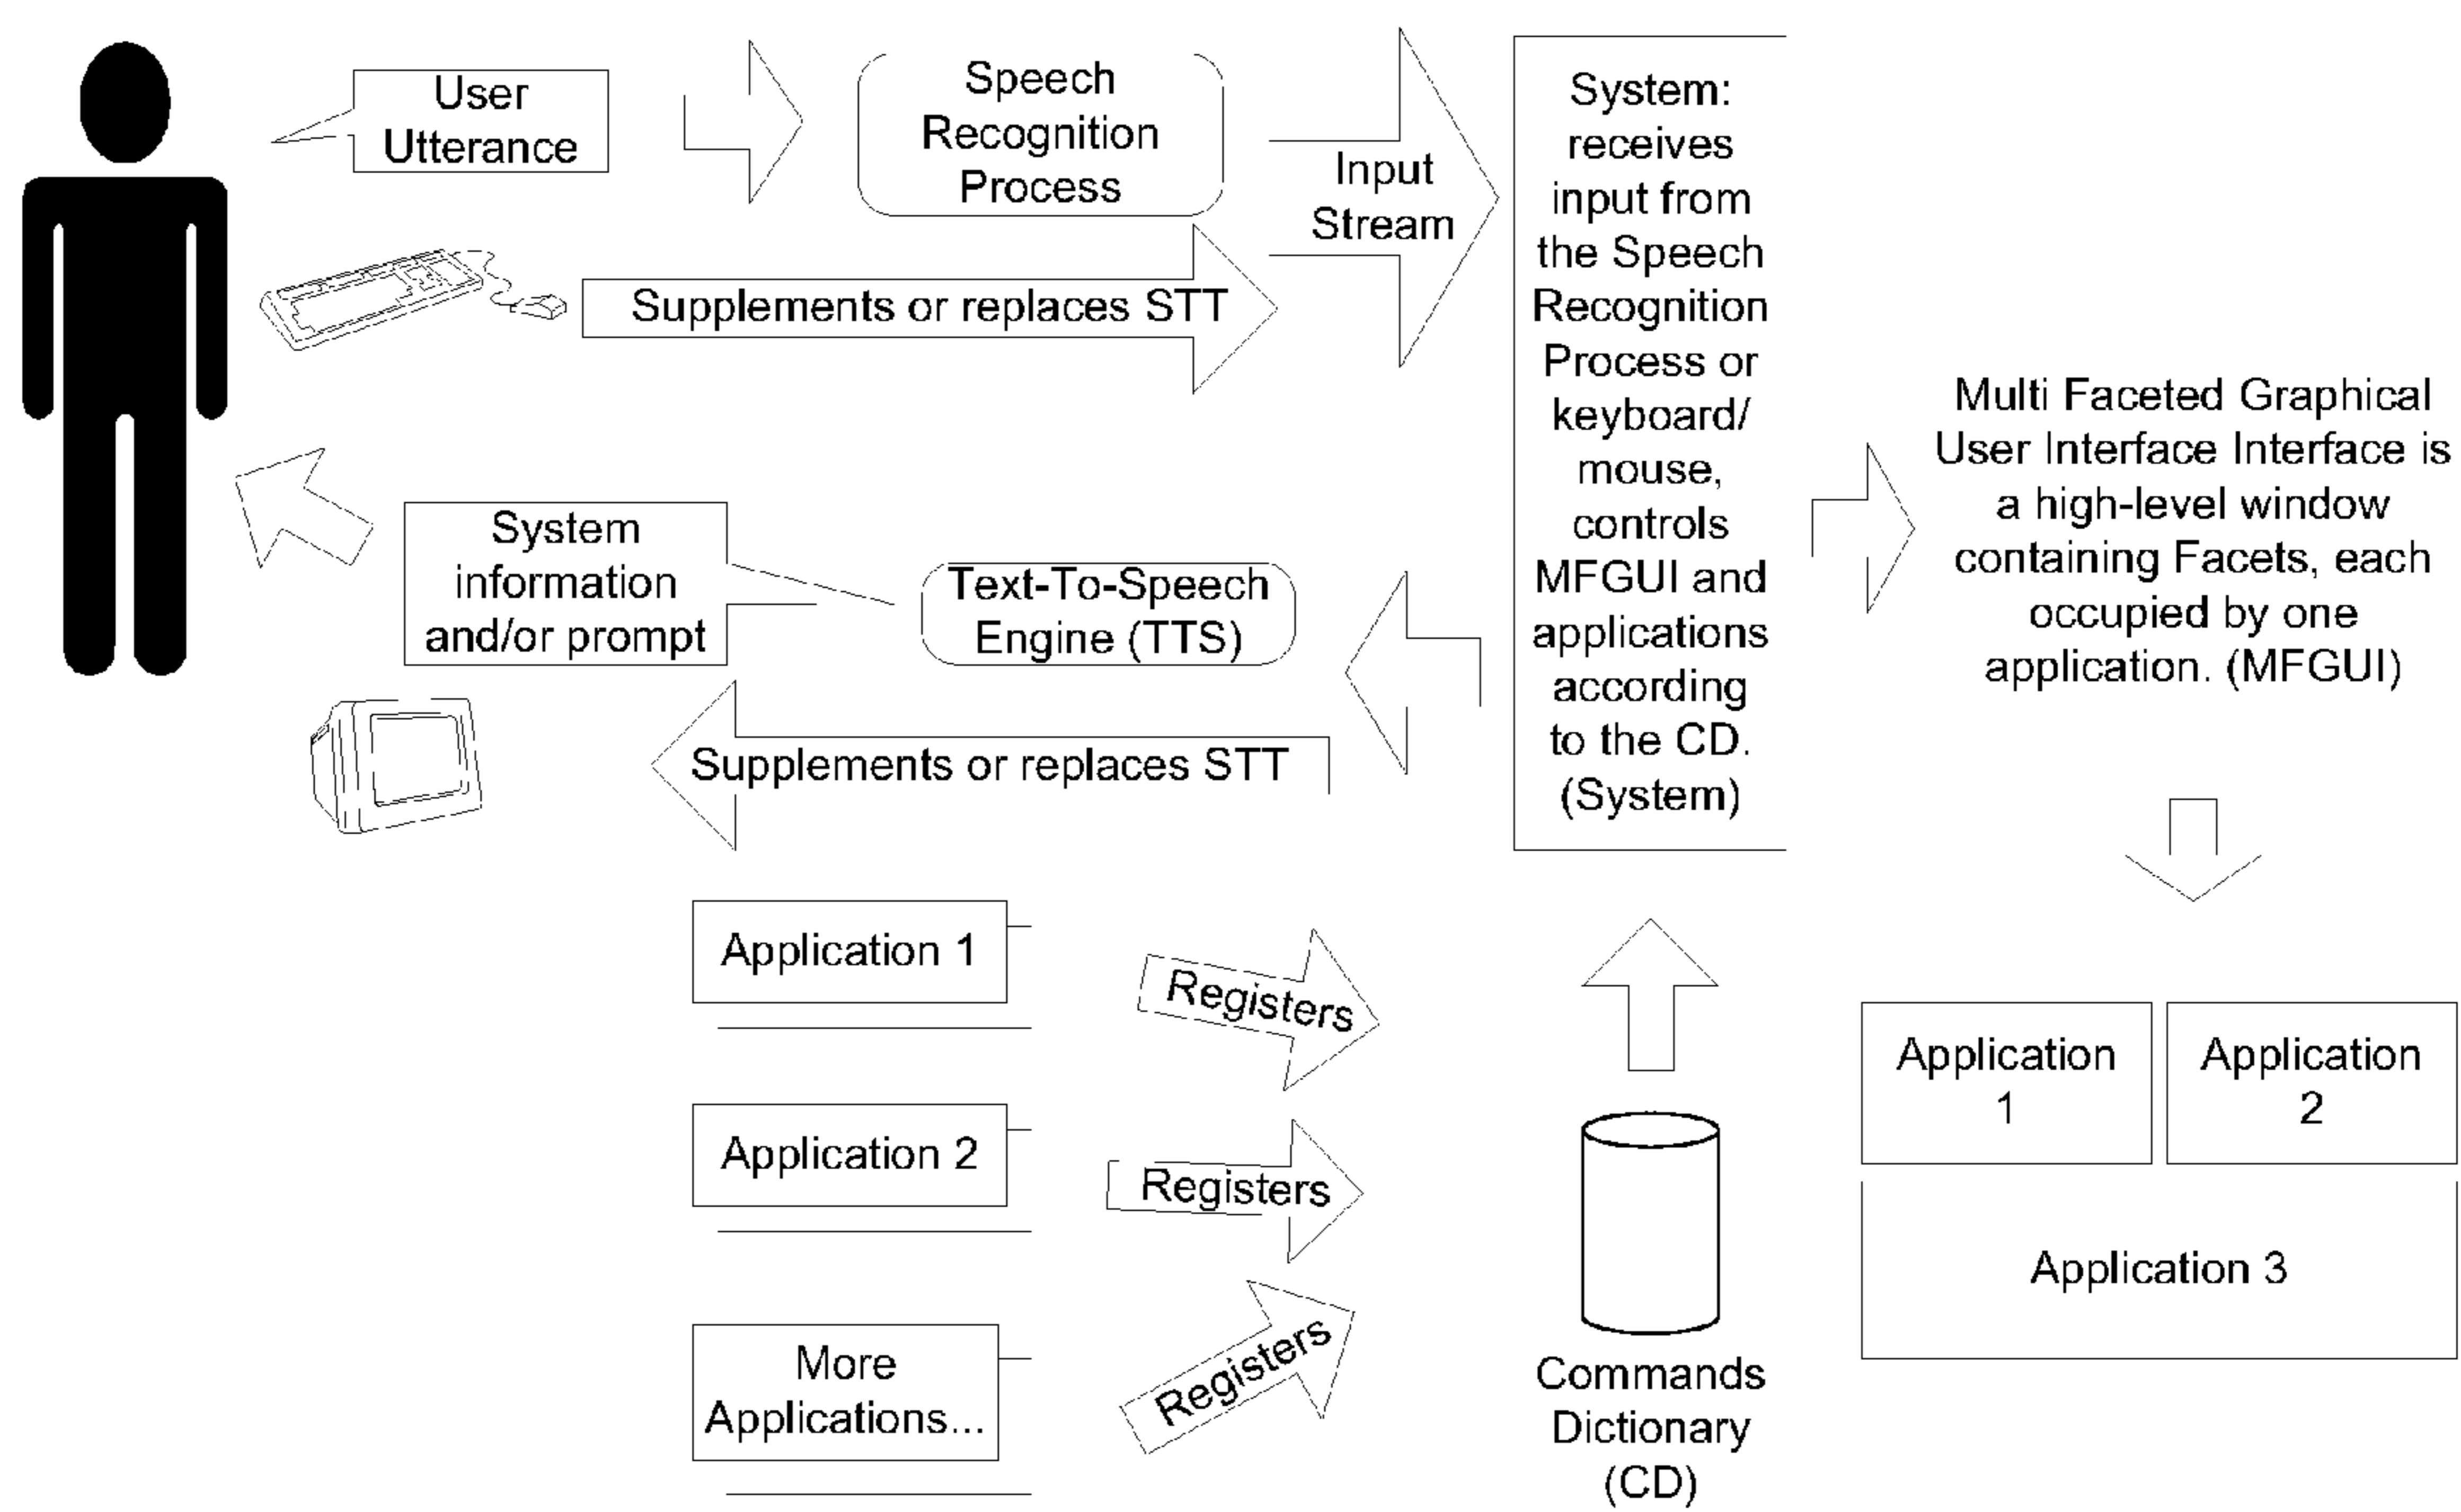 User
Utterance
Speech
Recognition
Process
Input
Stream
Supplements or replaces STT
System:
receives
input from
the Speech
Recognition
Process or
keyboard/
mouse,
controls
MFGUI and
applications
according
to the CD.
(System)
Multi Faceted Graphical
User Interface Interface is
a high-level window
containing Facets, each
occupied by one
application. (MFGUI)
System
information
and/or prompt
Text-To-Speech
Engine (TTS)
Supplements or replaces STT
Application 1
Registers
Application 2
Registers
More
Applications...
Registers
Commands
Dictionary
(CD)
Application
1
Application
2
Application 3